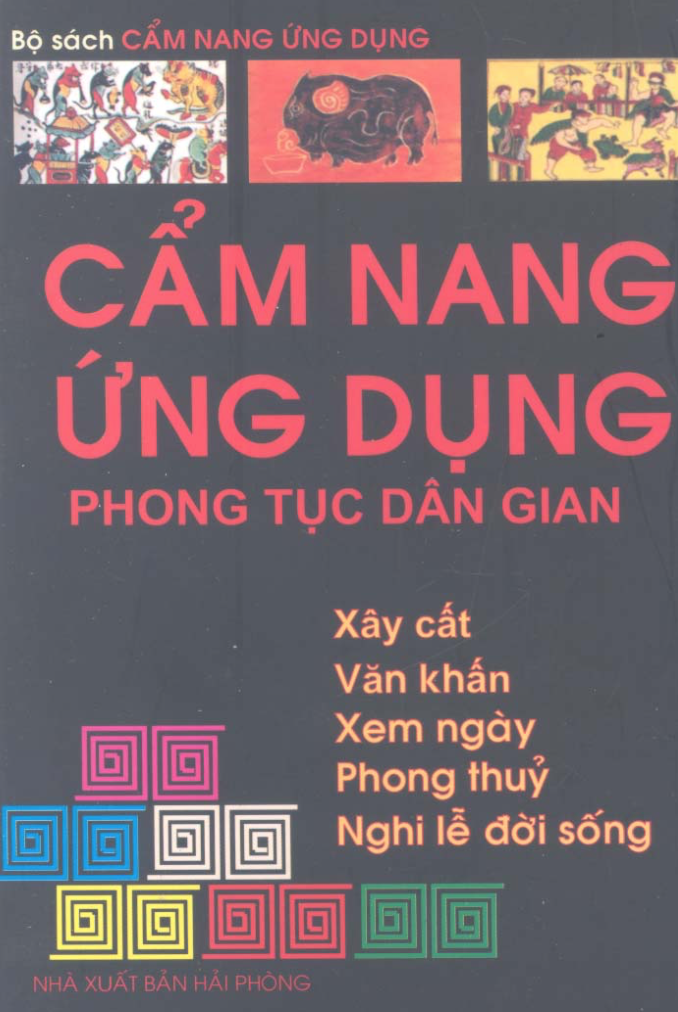 Bộ sách CẨM NANG ỨNG DỤNG
CẨM NANG
ỨNG DỤNG
PHONG TỤC DÂN GIAN
Xây cất
Văn khấn
Xem ngày
Phong thuỷ
Nghi lễ đời sống
NHÀ XUẤT BẢN HẢI PHÒNG